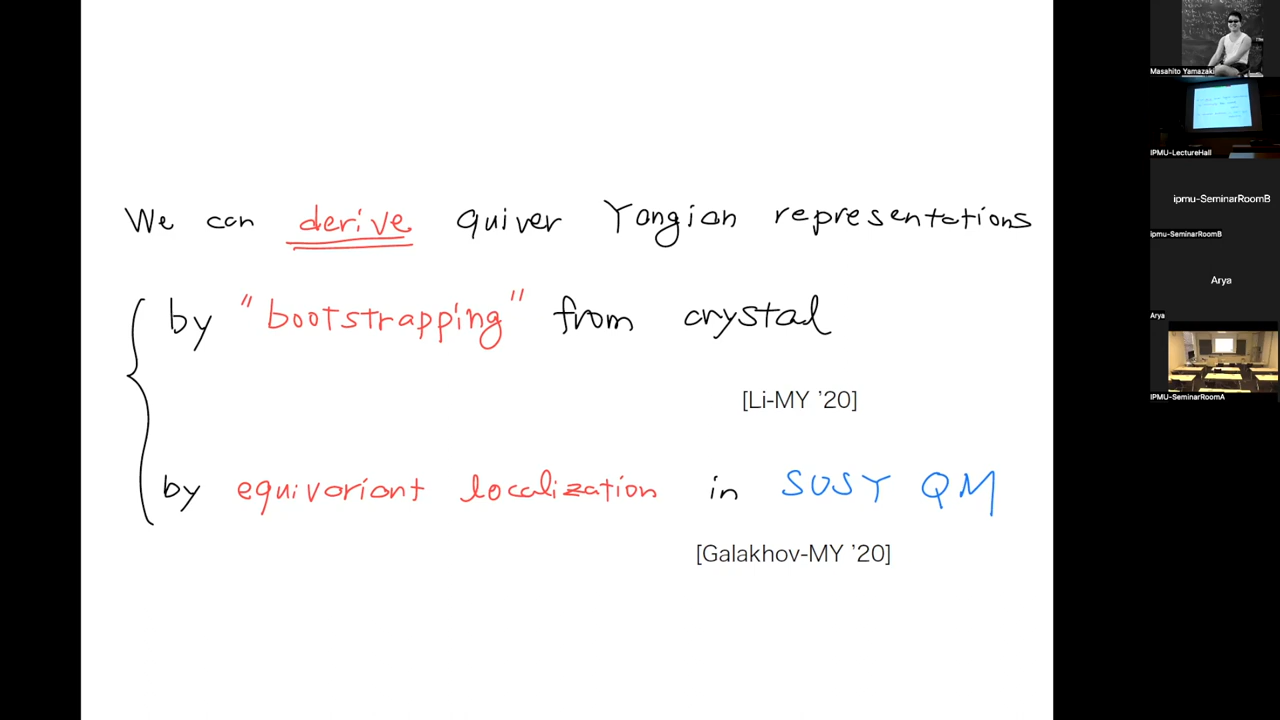 We can derive quiver Yangian representations
by "bootstrapping" from crystal
[Li-MY '20]
by equivariant localization in SUSY QM
[Galakhov-MY '20]
Masahito Yamazaki
IPMU-LectureHall
ipmu-SeminarRoomB
ipmu-SeminarRoomB
Arya
Arya
IPMU-SeminarRoomA